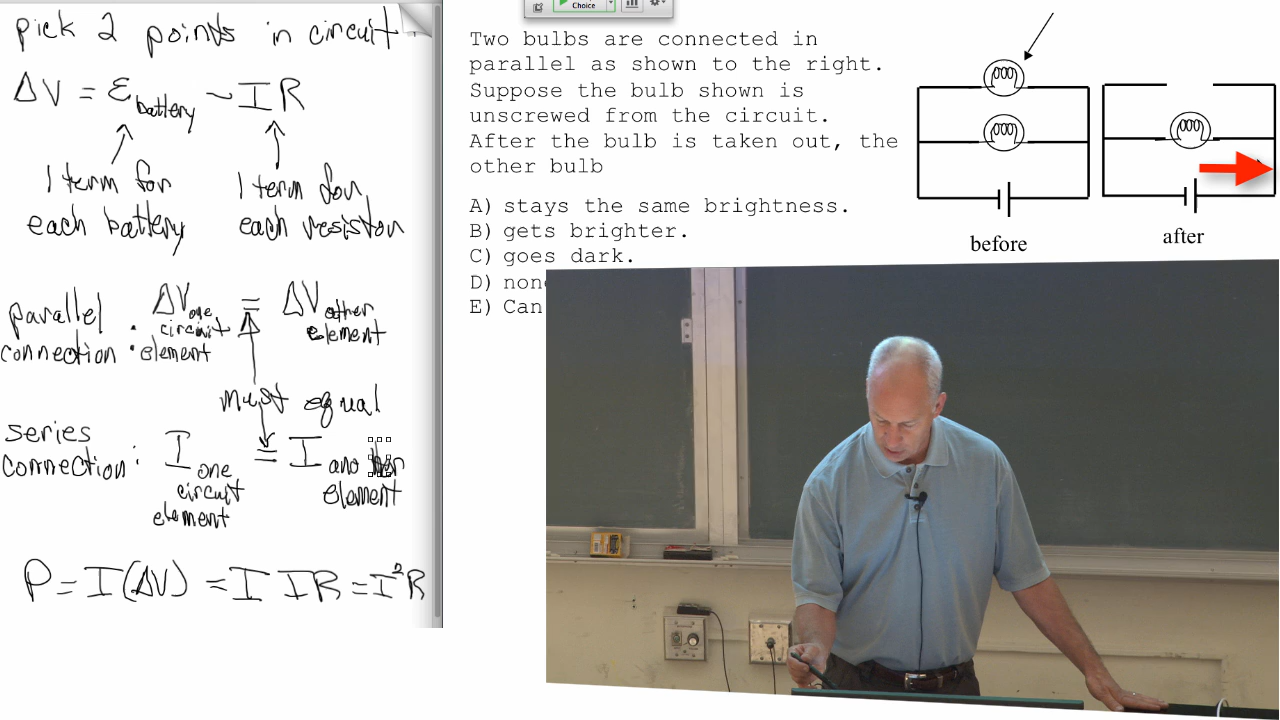 pick 2 points in circuit
ΔV = ε battery - IR
1 term for each battery
1 term for each resistor
parallel connection : ΔV one circuit element = ΔV other element
must equal
series connection : I one circuit element = I another element
P = I(ΔV) = I IR = I²R
Choice
Two bulbs are connected in
parallel as shown to the right.
Suppose the bulb shown is
unscrewed from the circuit.
After the bulb is taken out, the
other bulb
A) stays the same brightness.
B) gets brighter.
C) goes dark.
D) non
E) Can
before
after